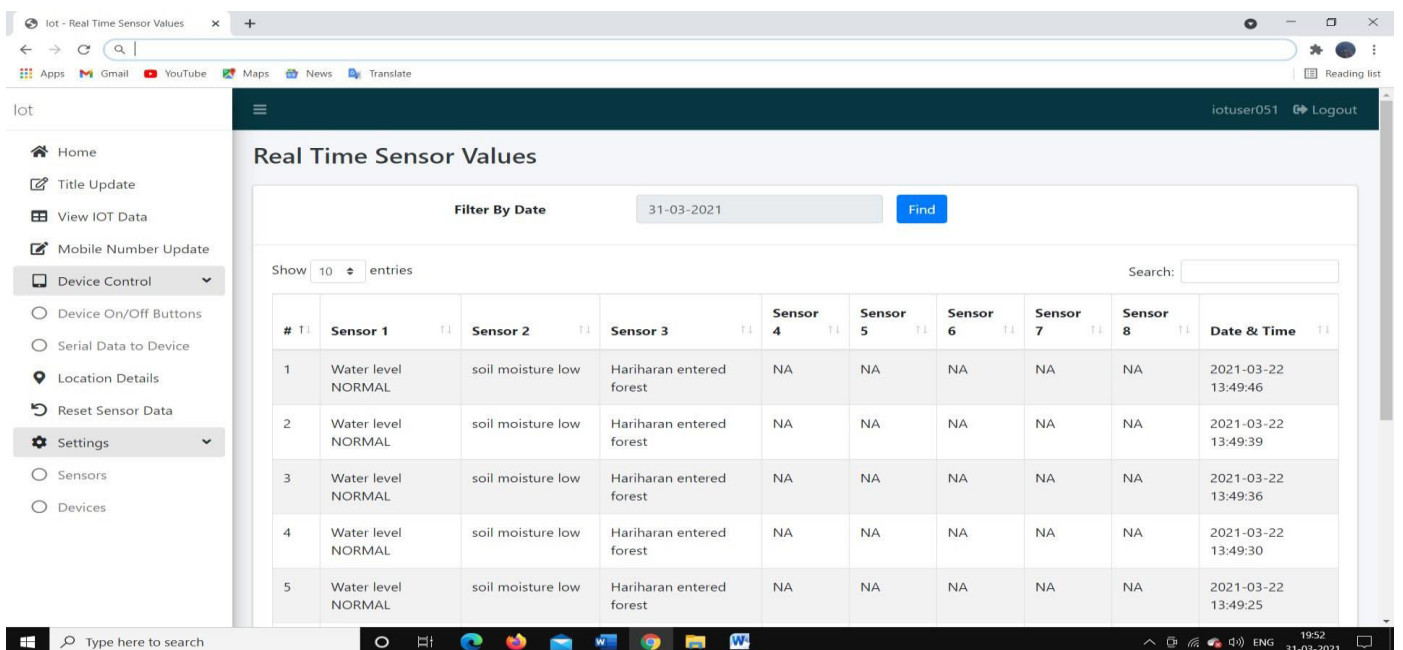 Iot - Real Time Sensor Values
Apps Gmail YouTube Maps News Translate Reading list
Iot iotuser051 Logout
Home
Title Update
View IOT Data
Mobile Number Update
Device Control
Device On/Off Buttons
Serial Data to Device
Location Details
Reset Sensor Data
Settings
Sensors
Devices
Real Time Sensor Values
Filter By Date 31-03-2021 Find
Show 10 entries Search:
# Sensor 1 Sensor 2 Sensor 3 Sensor 4 Sensor 5 Sensor 6 Sensor 7 Sensor 8 Date & Time
1 Water level NORMAL soil moisture low Hariharan entered forest NA NA NA NA NA 2021-03-22 13:49:46
2 Water level NORMAL soil moisture low Hariharan entered forest NA NA NA NA NA 2021-03-22 13:49:39
3 Water level NORMAL soil moisture low Hariharan entered forest NA NA NA NA NA 2021-03-22 13:49:36
4 Water level NORMAL soil moisture low Hariharan entered forest NA NA NA NA NA 2021-03-22 13:49:30
5 Water level NORMAL soil moisture low Hariharan entered forest NA NA NA NA NA 2021-03-22 13:49:25
Type here to search ENG 19:52
31-03-2021